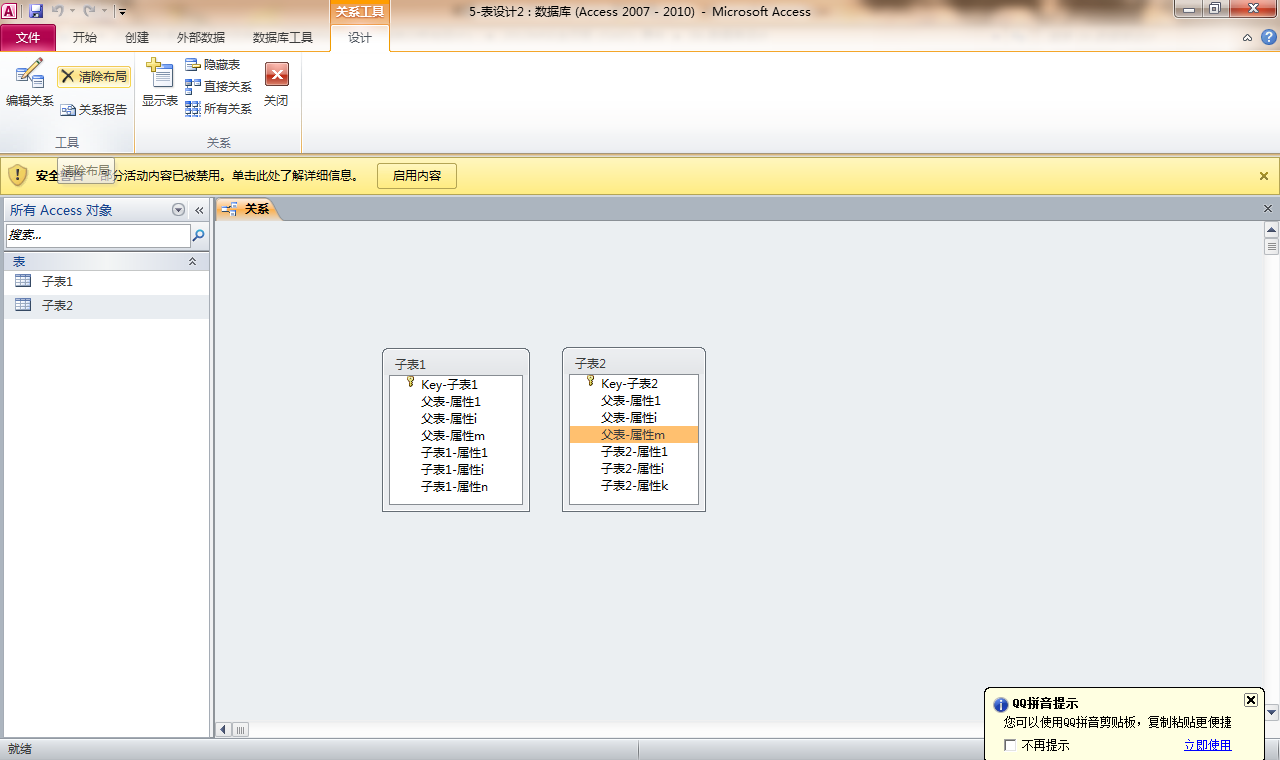 5-表设计2 : 数据库 (Access 2007 - 2010) - Microsoft Access
关系工具
文件 开始 创建 外部数据 数据库工具 设计
编辑关系
清除布局
关系报告
工具
显示表
隐藏表
直接关系
所有关系
关闭
关系
清除布局
安全警告 部分活动内容已被禁用。单击此处了解详细信息。 启用内容
所有 Access 对象
搜索...
表
子表1
子表2
关系
子表1
Key-子表1
父表-属性1
父表-属性i
父表-属性m
子表1-属性1
子表1-属性i
子表1-属性n
子表2
Key-子表2
父表-属性1
父表-属性i
父表-属性m
子表2-属性1
子表2-属性i
子表2-属性k
QQ拼音提示
您可以使用QQ拼音剪贴板，复制粘贴更便捷
不再提示 立即使用
就绪